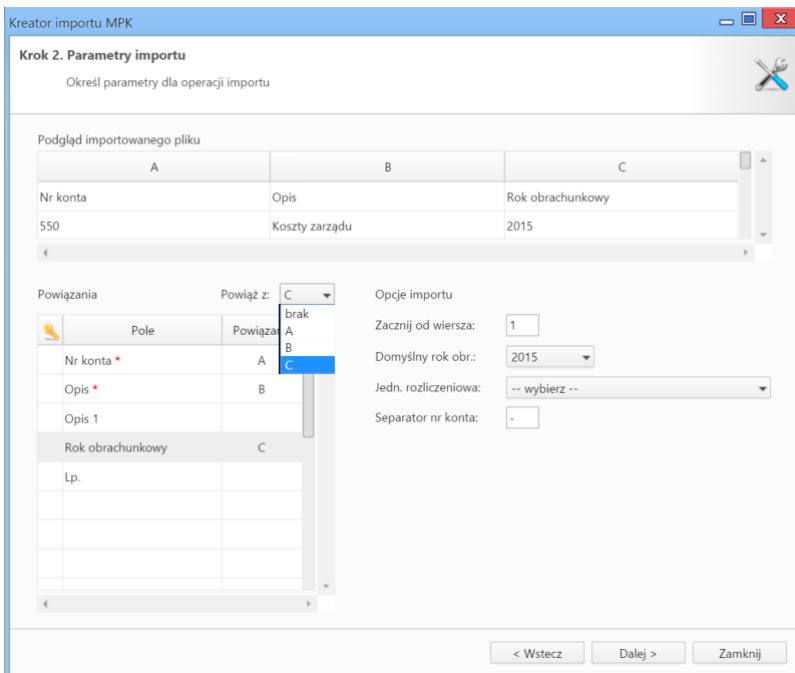 Kreator importu MPK
Krok 2. Parametry importu
Określ parametry dla operacji importu
Podgląd importowanego pliku
A B C
Nr konta Opis Rok obrachunkowy
550 Koszty zarządu 2015
Powiązania Powiąż z: C
brak
A
B
C
Pole Powiązan
Nr konta * A
Opis * B
Opis 1
Rok obrachunkowy C
Lp.
Opcje importu
Zacznij od wiersza: 1
Domyślny rok obr.: 2015
Jedn. rozliczeniowa: -- wybierz --
Separator nr konta: -
< Wstecz Dalej > Zamknij